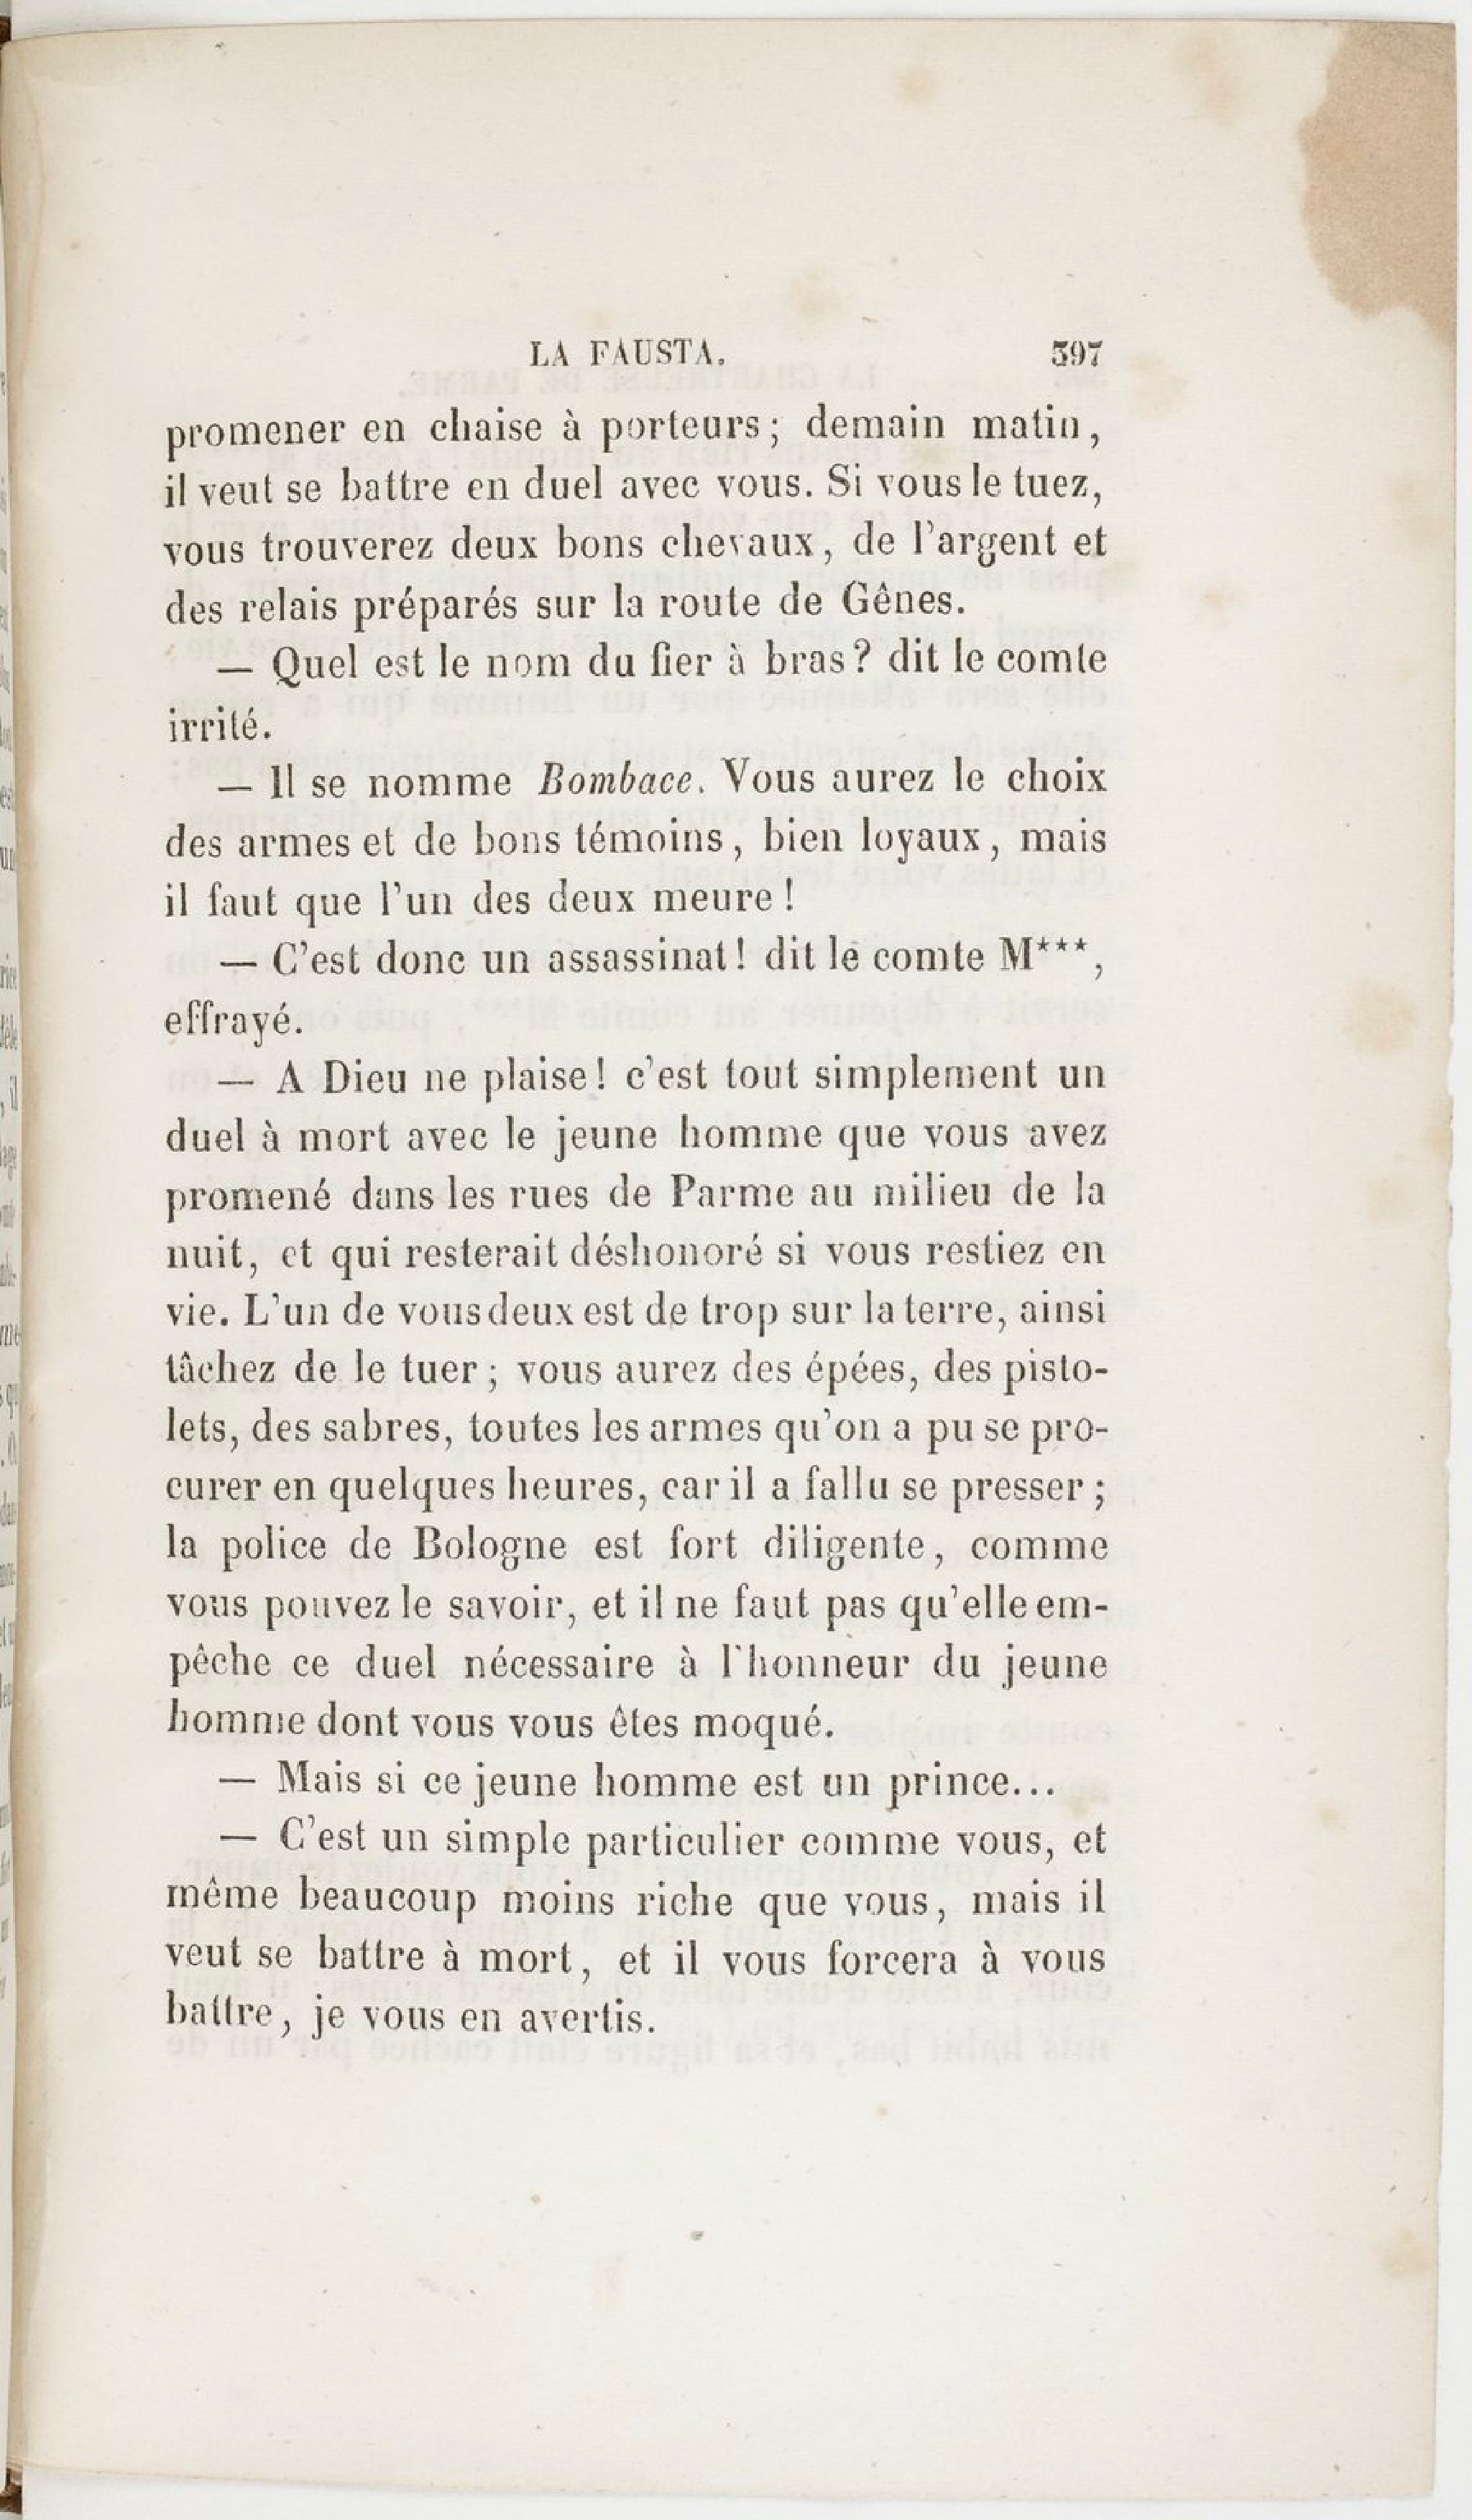 LA FAUSTA. 397
promener en chaise à porteurs; demain matin,
il veut se battre en duel avec vous. Si vous le tuez,
vous trouverez deux bons chevaux, de l'argent et
des relais préparés sur la route de Gênes.
— Quel est le nom du fier à bras? dit le comte
irrité.
— Il se nomme Bombace. Vous aurez le choix
des armes et de bons témoins, bien loyaux, mais
il faut que l'un des deux meure!
— C'est donc un assassinat! dit le comte M***,
effrayé.
— A Dieu ne plaise! c'est tout simplement un
duel à mort avec le jeune homme que vous avez
promené dans les rues de Parme au milieu de la
nuit, et qui resterait déshonoré si vous restiez en
vie. L'un de vous deux est de trop sur la terre, ainsi
tâchez de le tuer; vous aurez des épées, des pisto-
lets, des sabres, toutes les armes qu'on a pu se pro-
curer en quelques heures, car il a fallu se presser;
la police de Bologne est fort diligente, comme
vous pouvez le savoir, et il ne faut pas qu'elle em-
pêche ce duel nécessaire à l'honneur du jeune
homme dont vous vous êtes moqué.
— Mais si ce jeune homme est un prince...
— C'est un simple particulier comme vous, et
même beaucoup moins riche que vous, mais il
veut se battre à mort, et il vous forcera à vous
battre, je vous en avertis.